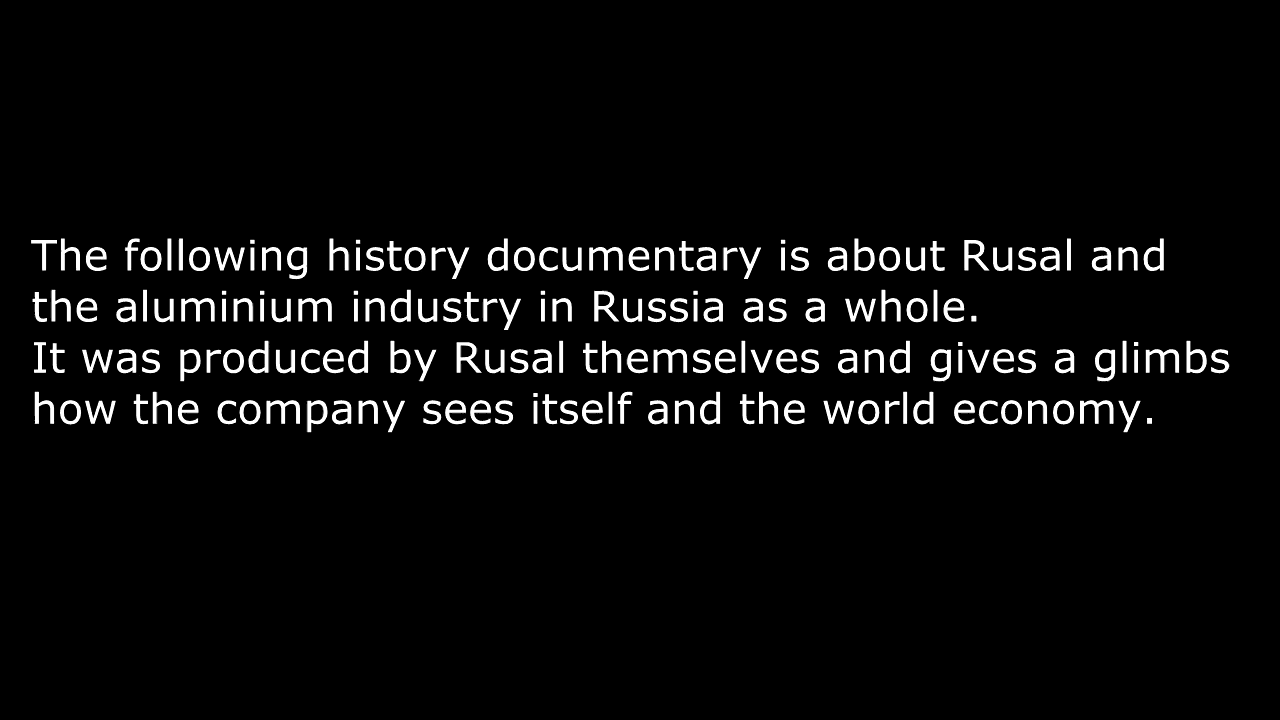 The following history documentary is about Rusal and
the aluminium industry in Russia as a whole.
It was produced by Rusal themselves and gives a glimbs
how the company sees itself and the world economy.